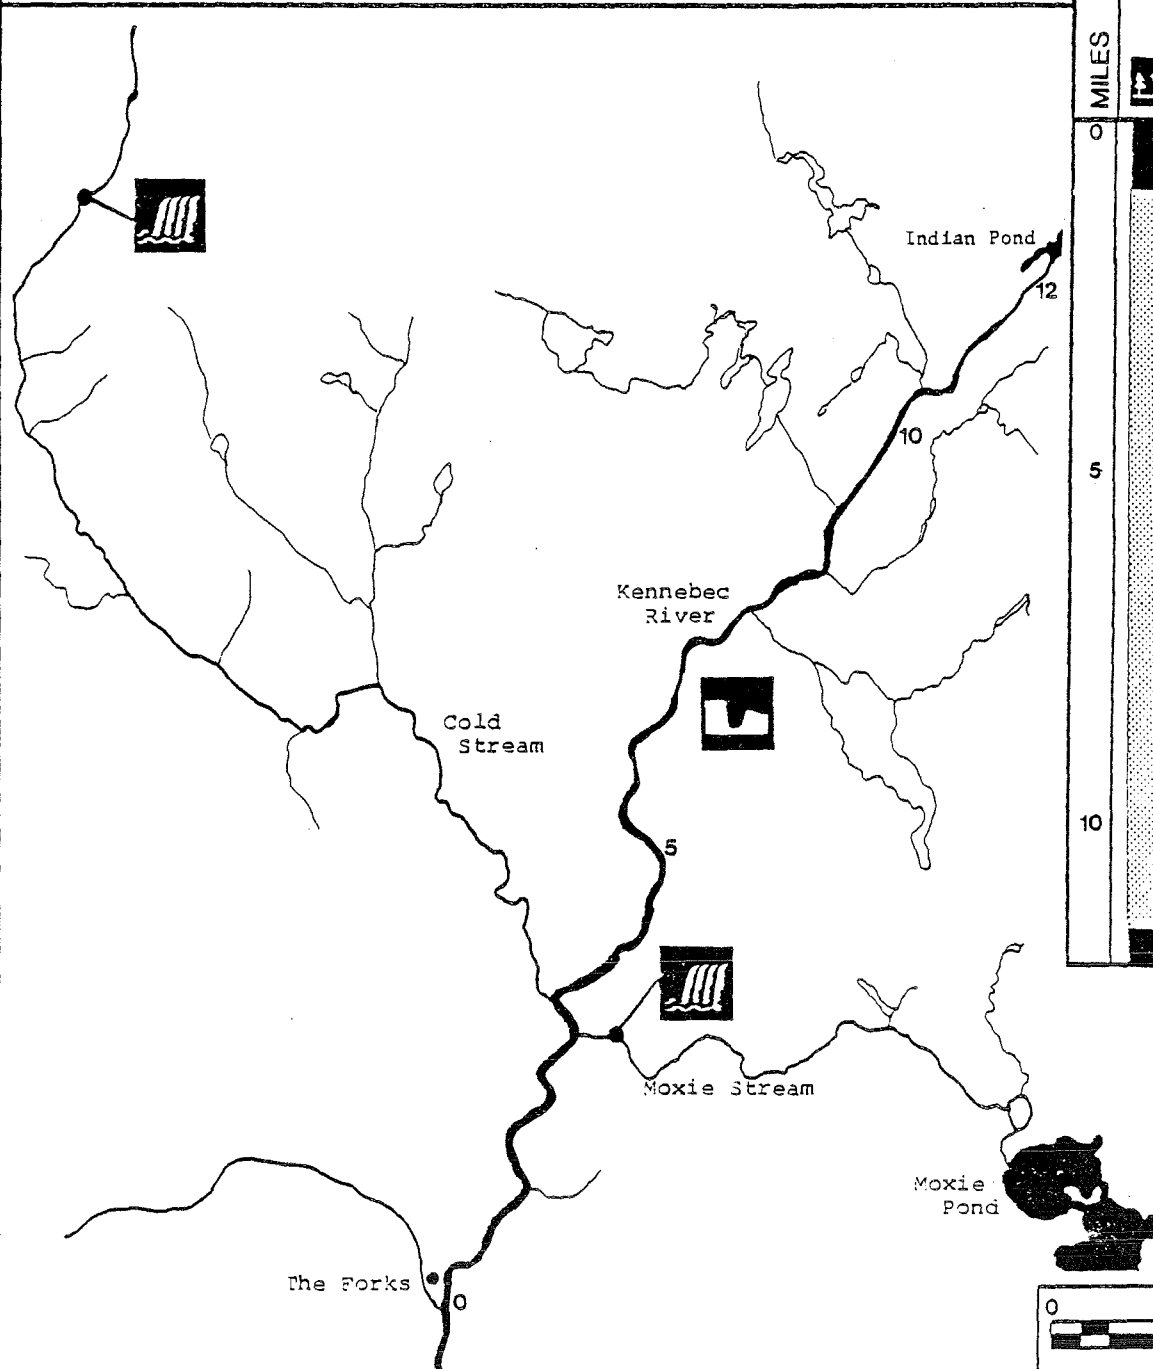 MILES
0
Indian Pond
12
10
5
Kennebec
River
Cold
Stream
10
5
Moxie Stream
Moxie
Pond
The Forks
0
0